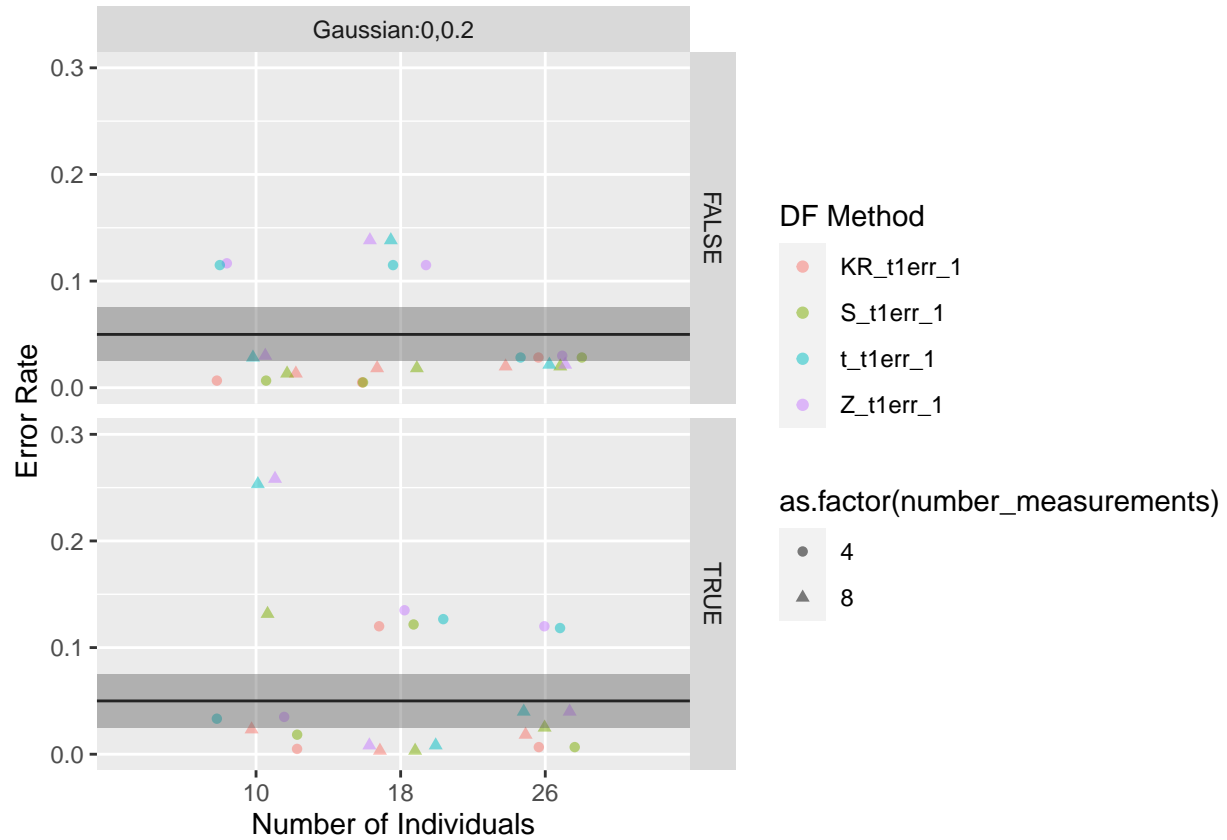 Gaussian:0,0.2
0.3
0.2
0.1
0.0
FALSE
0.3
0.2
0.1
0.0
TRUE
Error Rate
10
18
26
Number of Individuals
DF Method
KR_t1err_1
S_t1err_1
t_t1err_1
Z_t1err_1
as.factor(number_measurements)
4
8